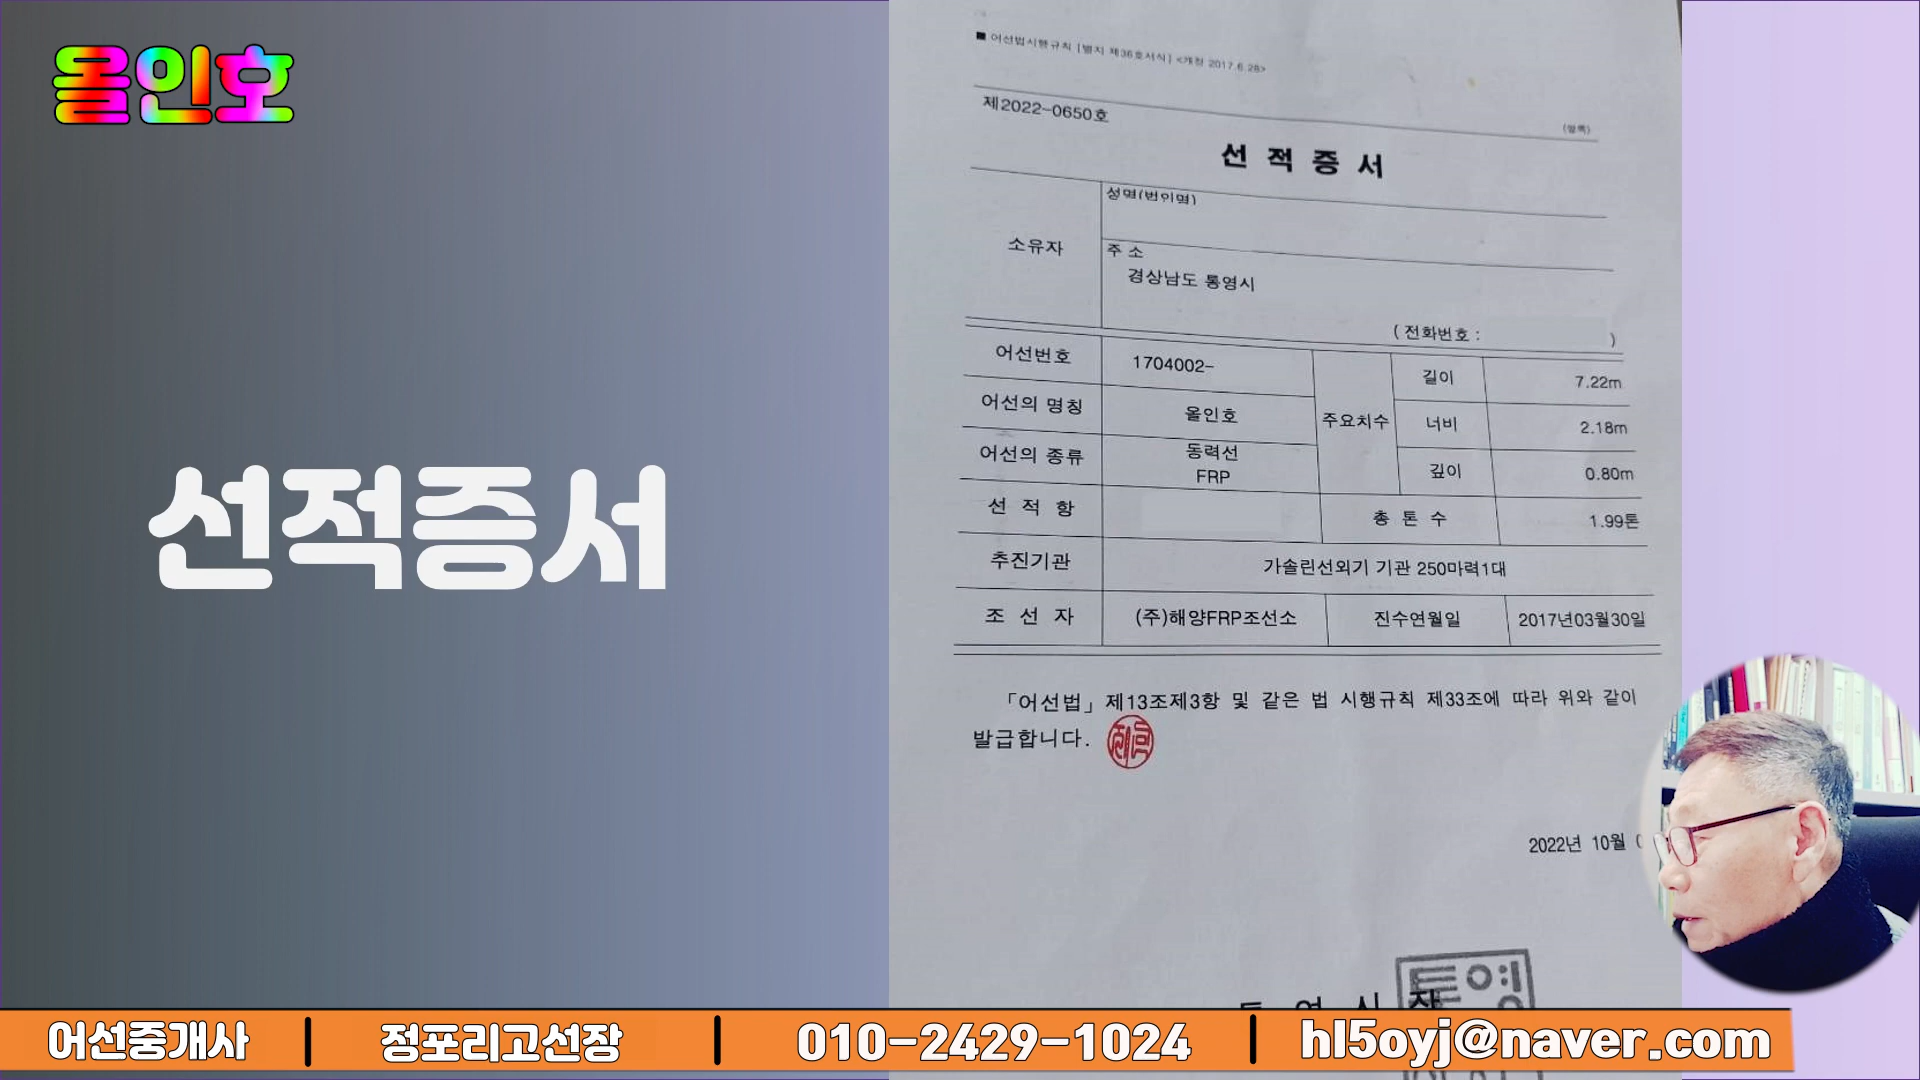 올인호
선적증서
■ 어선법시행규칙 [별지 제36호서식] <개정 2017.6.28>
제2022-0650호
(앞쪽)
선 적 증 서
소유자
성명(법인명)
주 소
경상남도 통영시
( 전화번호 : )
어선번호 1704002- 주요치수 길이 7.22m
어선의 명칭 올인호 너비 2.18m
어선의 종류 동력선 FRP 깊이 0.80m
선 적 항 총 톤 수 1.99톤
추진기관 가솔린선외기 기관 250마력1대
조 선 자 (주)해양FRP조선소 진수연월일 2017년03월30일
「어선법」제13조제3항 및 같은 법 시행규칙 제33조에 따라 위와 같이
발급합니다.
2022년 10월
어선중개사 | 정포리고선장 | 010-2429-1024 | hl5oyj@naver.com